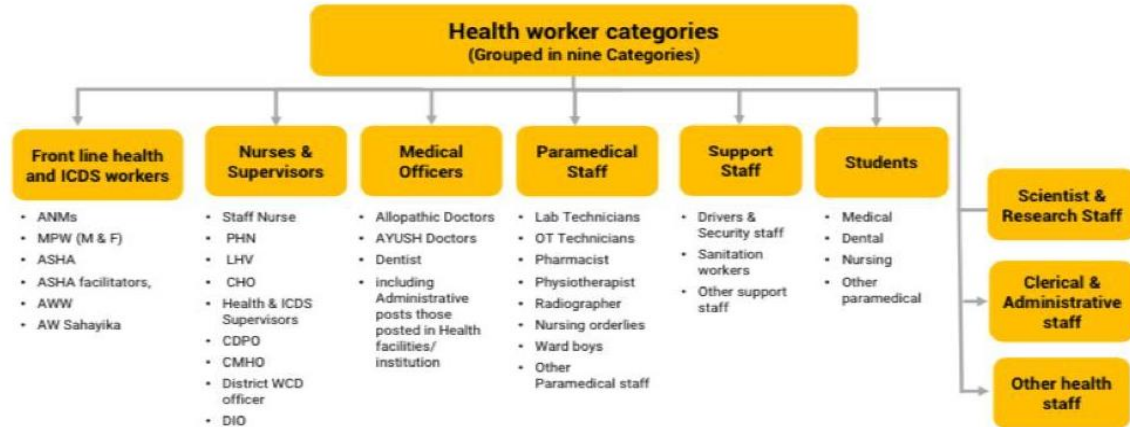 Health worker categories
(Grouped in nine Categories)
Front line health
and ICDS workers
• ANMs
• MPW (M & F)
• ASHA
• ASHA facilitators,
• AWW
• AW Sahayika
Nurses &
Supervisors
• Staff Nurse
• PHN
• LHV
• CHO
• Health & ICDS
Supervisors
• CDPO
• CMHO
• District WCD
officer
• DIO
Medical
Officers
• Allopathic Doctors
• AYUSH Doctors
• Dentist
• including
Administrative
posts those
posted in Health
facilities/
institution
Paramedical
Staff
• Lab Technicians
• OT Technicians
• Pharmacist
• Physiotherapist
• Radiographer
• Nursing orderlies
• Ward boys
• Other
Paramedical staff
Support
Staff
• Drivers &
Security staff
• Sanitation
workers
• Other support
staff
Students
• Medical
• Dental
• Nursing
• Other
paramedical
Scientist &
Research Staff
Clerical &
Administrative
staff
Other health
staff